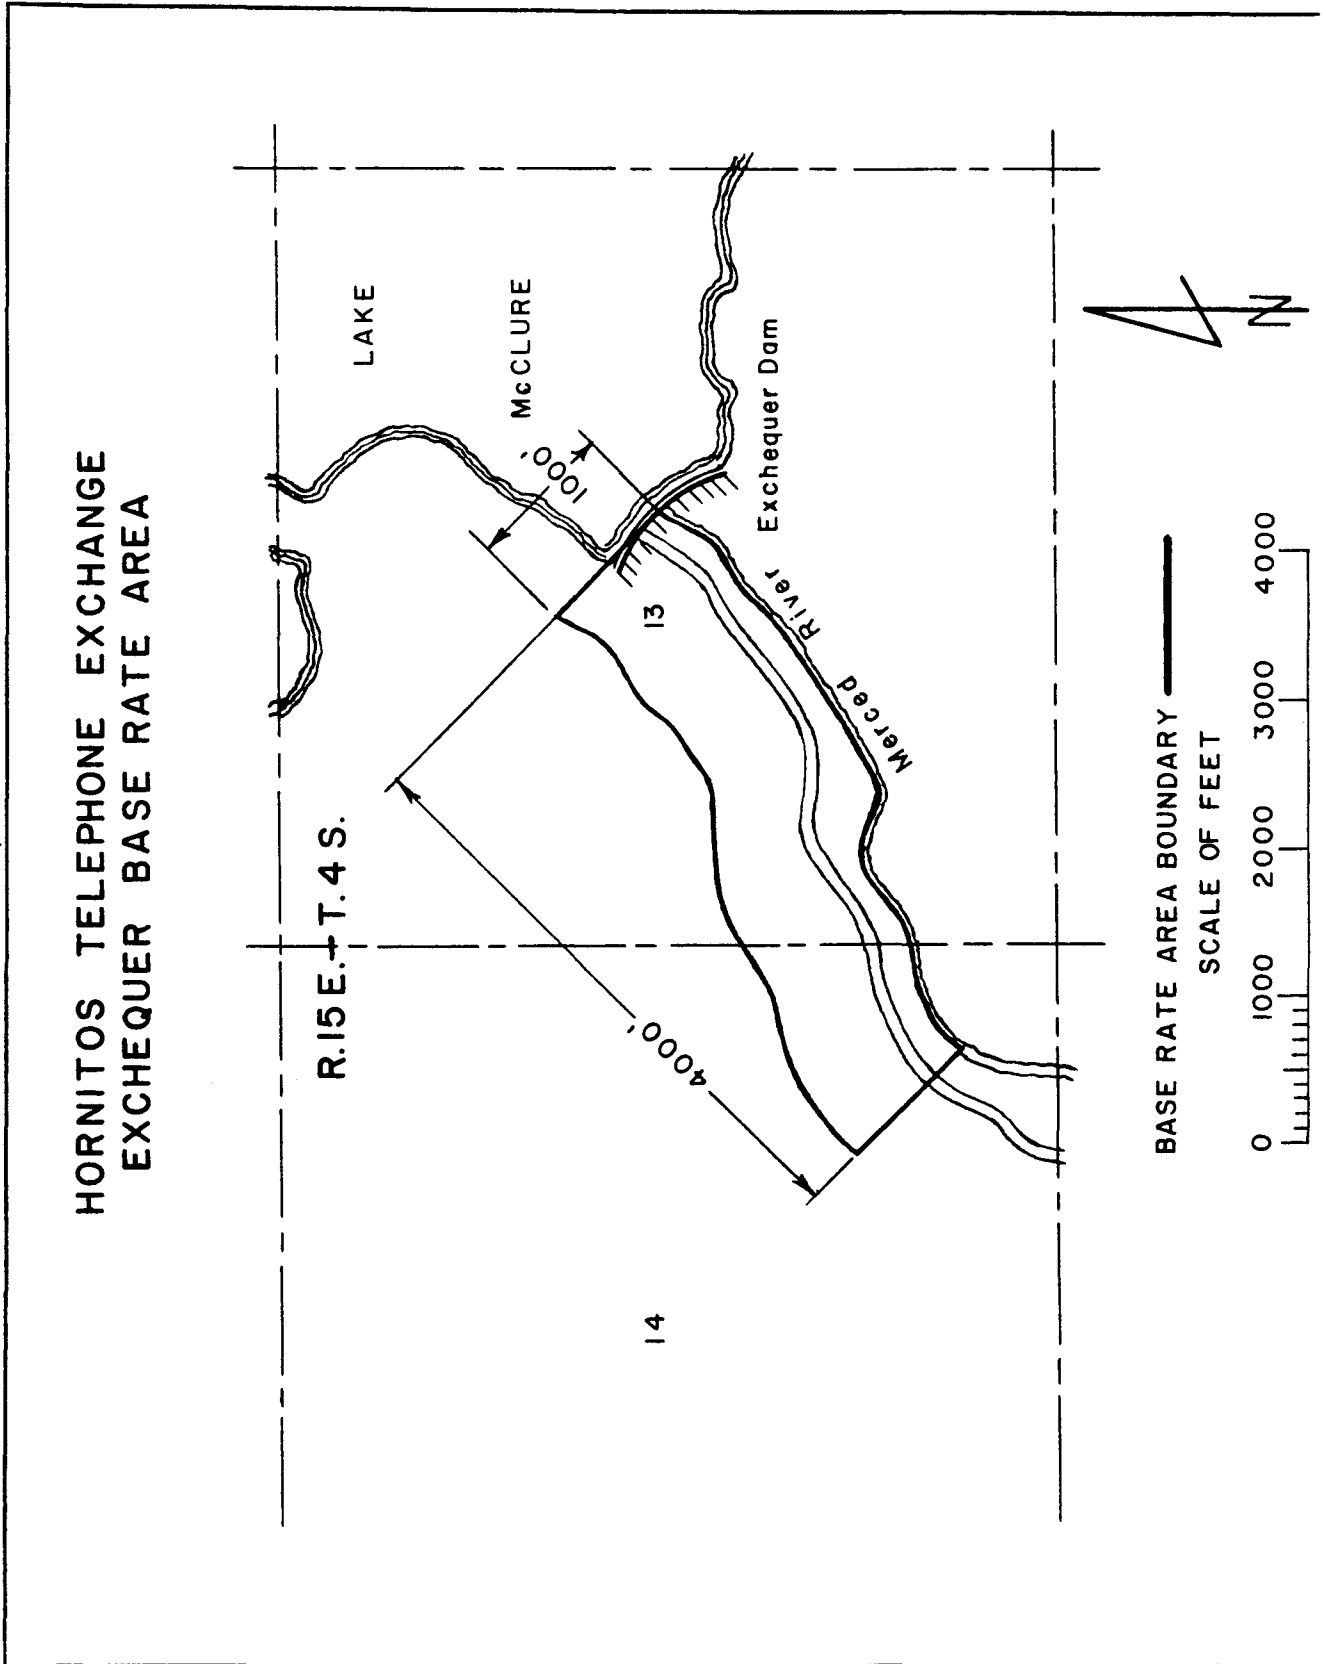 HORNITOS TELEPHONE EXCHANGE
EXCHEQUER BASE RATE AREA
R.15E.-T.4S.
LAKE
McCLURE
1000'
4000'
13
14
Exchequer Dam
Merced River
N
BASE RATE AREA BOUNDARY
SCALE OF FEET
0 1000 2000 3000 4000